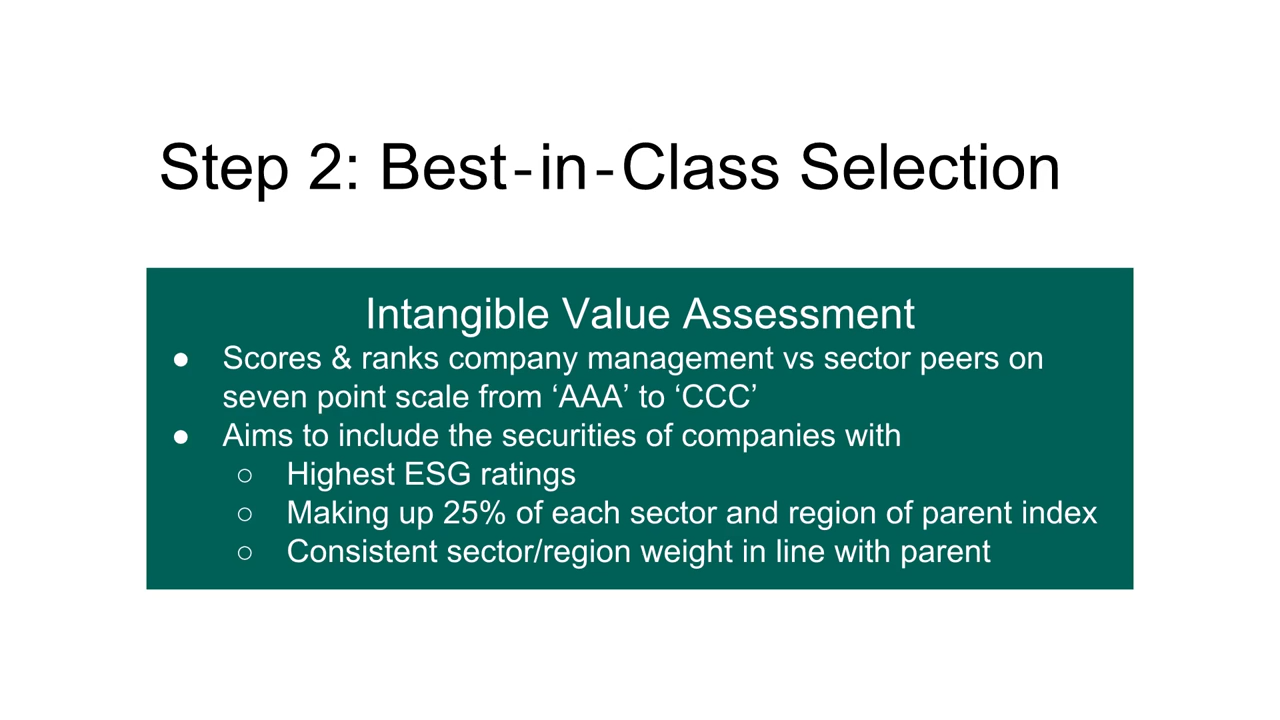 Step 2: Best-in-Class Selection
Intangible Value Assessment
● Scores & ranks company management vs sector peers on
seven point scale from ‘AAA’ to ‘CCC’
● Aims to include the securities of companies with
○ Highest ESG ratings
○ Making up 25% of each sector and region of parent index
○ Consistent sector/region weight in line with parent